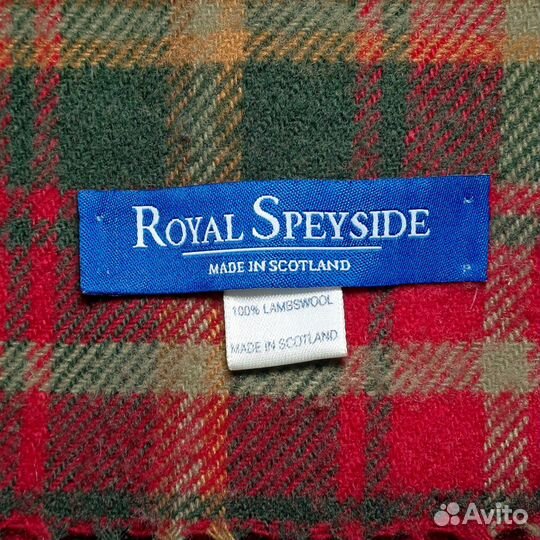 ROYAL SPEYSIDE
MADE IN SCOTLAND
100% LAMBSWOOL
MADE IN SCOTLAND
Avito